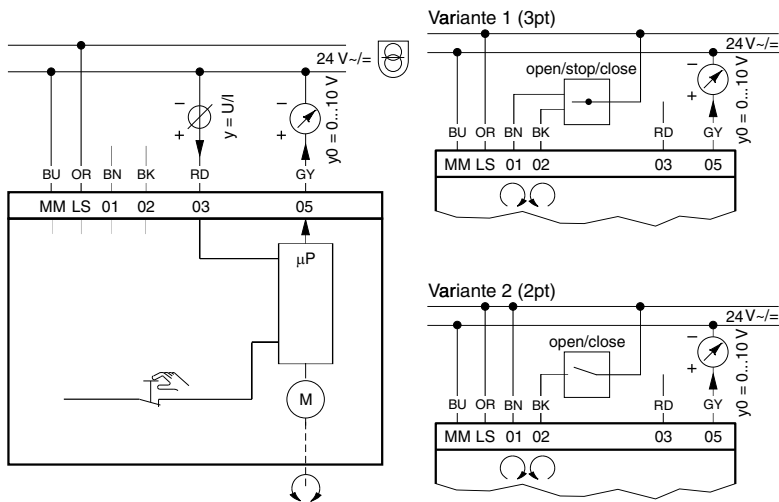 24 V~/=
y = U/I
y0 = 0...10 V
– –
+ +
BU OR BN BK RD GY
MM LS 01 02 03 05
µP
M
Variante 1 (3pt)
24 V~/=
open/stop/close
–
+
y0 = 0...10 V
BU OR BN BK RD GY
MM LS 01 02 03 05
Variante 2 (2pt)
24 V~/=
open/close
–
+
y0 = 0...10 V
BU OR BN BK RD GY
MM LS 01 02 03 05